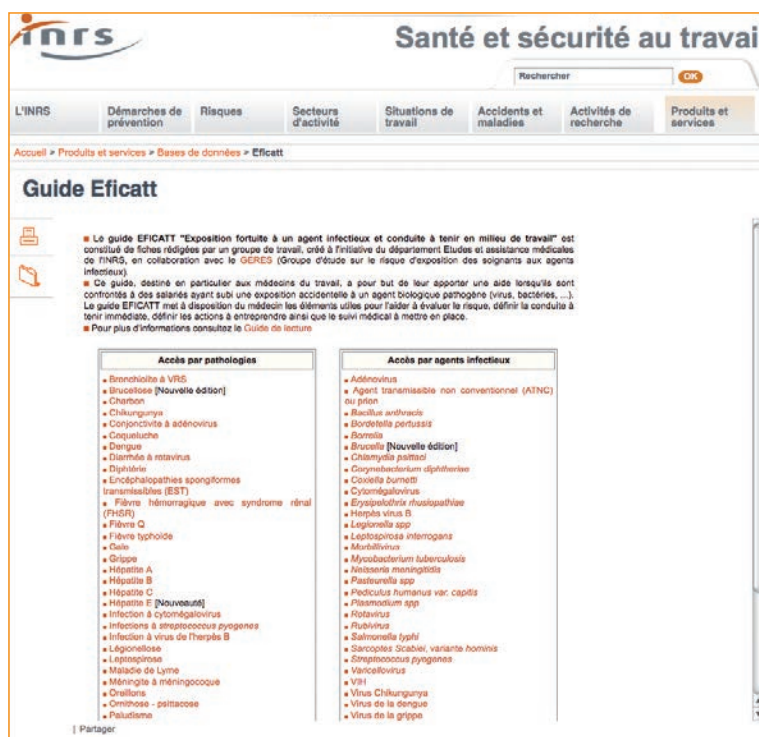 inrs
Santé et sécurité au travai
Rechercher
OK
L'INRS
Démarches de prévention
Risques
Secteurs d'activité
Situations de travail
Accidents et maladies
Activités de recherche
Produits et services
Accueil > Produits et services > Bases de données > Eficatt
Guide Eficatt
Le guide EFICATT "Exposition fortuite à un agent infectieux et conduite à tenir en milieu de travail" est
constitué de fiches rédigées par un groupe de travail, créé à l'initiative du département Etudes et assistance médicales
de l'INRS, en collaboration avec le GERES (Groupe d'étude sur le risque d'exposition des soignants aux agents
infectieux).
Ce guide, destiné en particulier aux médecins du travail, a pour but de leur apporter une aide lorsqu'ils sont
confrontés à des salariés ayant subi une exposition accidentelle à un agent biologique pathogène (virus, bactéries, ...).
Le guide EFICATT met à disposition du médecin les éléments utiles pour l'aider à évaluer le risque, définir la conduite à
tenir immédiate, définir les actions à entreprendre ainsi que le suivi médical à mettre en place.
Pour plus d'informations consultez le Guide de lecture
Accès par pathologies
Bronchiolite à VRS
Brucellose [Nouvelle édition]
Charbon
Chikungunya
Conjonctivite à adénovirus
Coqueluche
Dengue
Diarrhée à rotavirus
Diphtérie
Encéphalopathies spongiformes
transmissibles (EST)
Fièvre hémorragique avec syndrome rénal
(FHSR)
Fièvre Q
Fièvre typhoïde
Gale
Grippe
Hépatite A
Hépatite B
Hépatite C
Hépatite E [Nouveauté]
Infection à cytomégalovirus
Infections à streptococcus pyogenes
Infection à virus de l'herpès B
Légionellose
Leptospirose
Maladie de Lyme
Méningite à méningocoque
Oreillons
Ornithose - psittacose
Paludisme
Accès par agents infectieux
Adénovirus
Agent transmissible non conventionnel (ATNC)
ou prion
Bacillus anthracis
Bordetella pertussis
Borrelia
Brucella [Nouvelle édition]
Chlamydia psittaci
Corynebacterium diphtheriae
Coxiella burnetti
Cytomégalovirus
Erysipelothrix rhusiopathiae
Herpès virus B
Legionella spp
Leptospira interrogans
Morbillivirus
Mycobacterium tuberculosis
Neisseria meningitidis
Pasteurella spp
Pediculus humanus var. capitis
Plasmodium spp
Rotavirus
Rubivirus
Salmonella typhi
Sarcoptes Scabiei, variante hominis
Streptococcus pyogenes
Varicellovirus
VIH
Virus Chikungunya
Virus de la dengue
Virus de la grippe
| Partager